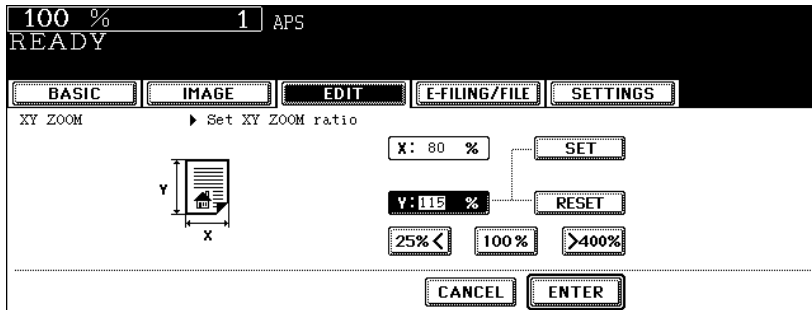 100 % 1 APS
READY
BASIC IMAGE EDIT E-FILING/FILE SETTINGS
XY ZOOM ▶ Set XY ZOOM ratio
X: 80 % SET
Y
Y:115 % RESET
X
25%< 100% >400%
CANCEL ENTER